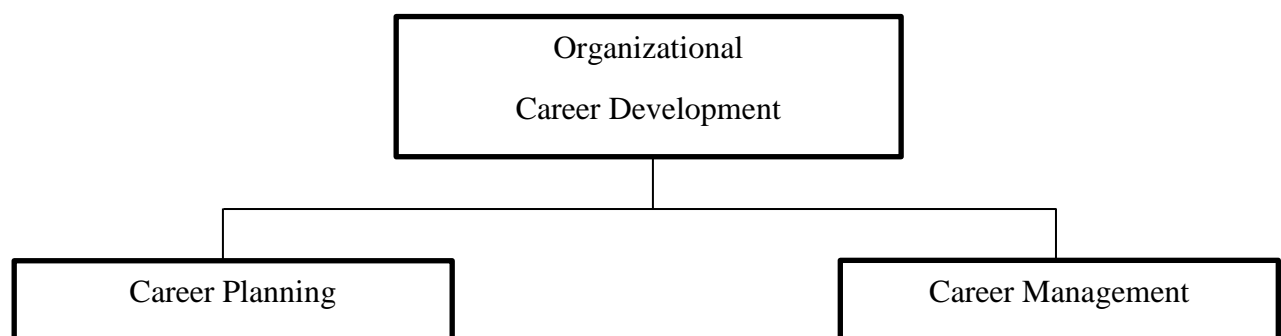 Organizational
Career Development
Career Planning
Career Management